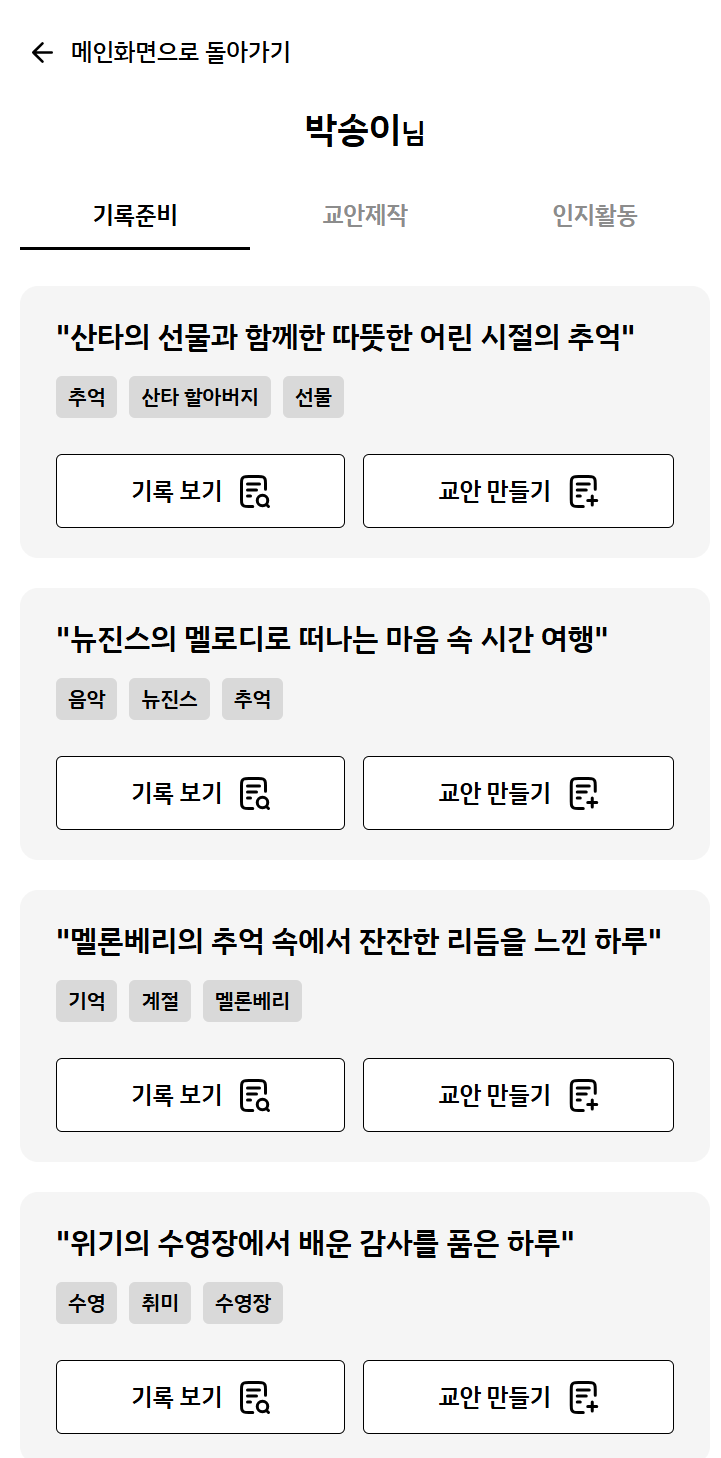 메인화면으로 돌아가기
박송이님
기록준비 교안제작 인지활동
"산타의 선물과 함께한 따뜻한 어린 시절의 추억"
추억 산타 할아버지 선물
기록 보기 교안 만들기
"뉴진스의 멜로디로 떠나는 마음 속 시간 여행"
음악 뉴진스 추억
기록 보기 교안 만들기
"멜론베리의 추억 속에서 잔잔한 리듬을 느낀 하루"
기억 계절 멜론베리
기록 보기 교안 만들기
"위기의 수영장에서 배운 감사를 품은 하루"
수영 취미 수영장
기록 보기 교안 만들기